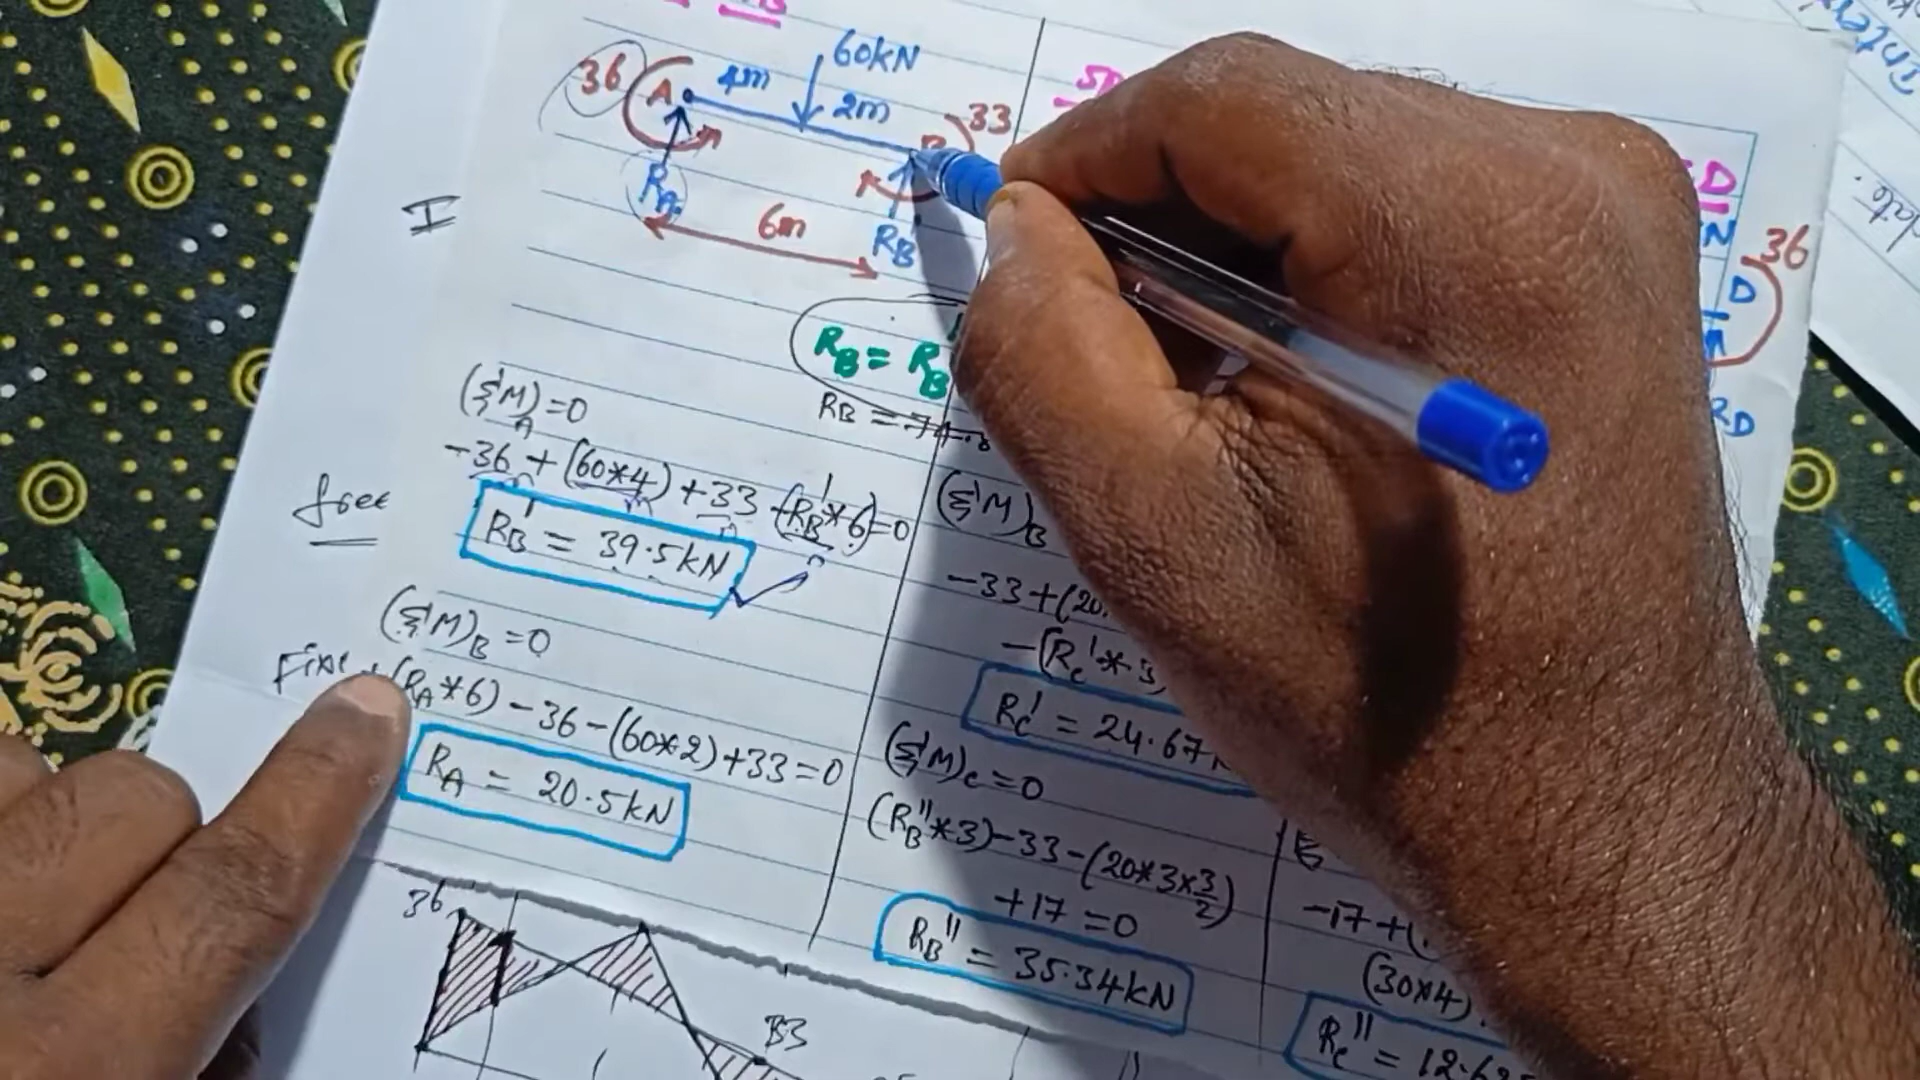 36
A
4m
60kN
2m
33
RA
6m
RB
I
D
N
36
D
RD
RB = RB
RB = 74.8
(ΣM)A = 0
-36 + (60*4) + 33 - (RB'*6) = 0
free
RB' = 39.5kN
(ΣM)B = 0
(RA*6) - 36 - (60*2) + 33 = 0
RA = 20.5kN
(ΣM)B
-33 + (20
-(Rc'*3)
Rc' = 24.67
(ΣM)c = 0
(RB''*3) - 33 - (20*3*3/2)
+17 = 0
RB'' = 35.34kN
-17 + (
(30*4)
Rc'' = 12.625
36
33